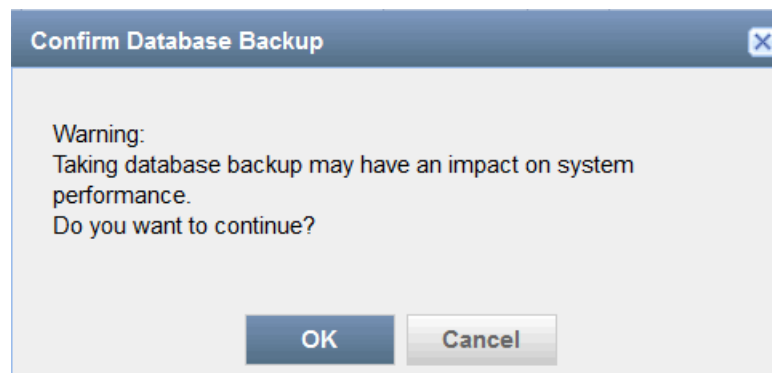 Confirm Database Backup
Warning:
Taking database backup may have an impact on system
performance.
Do you want to continue?
OK
Cancel